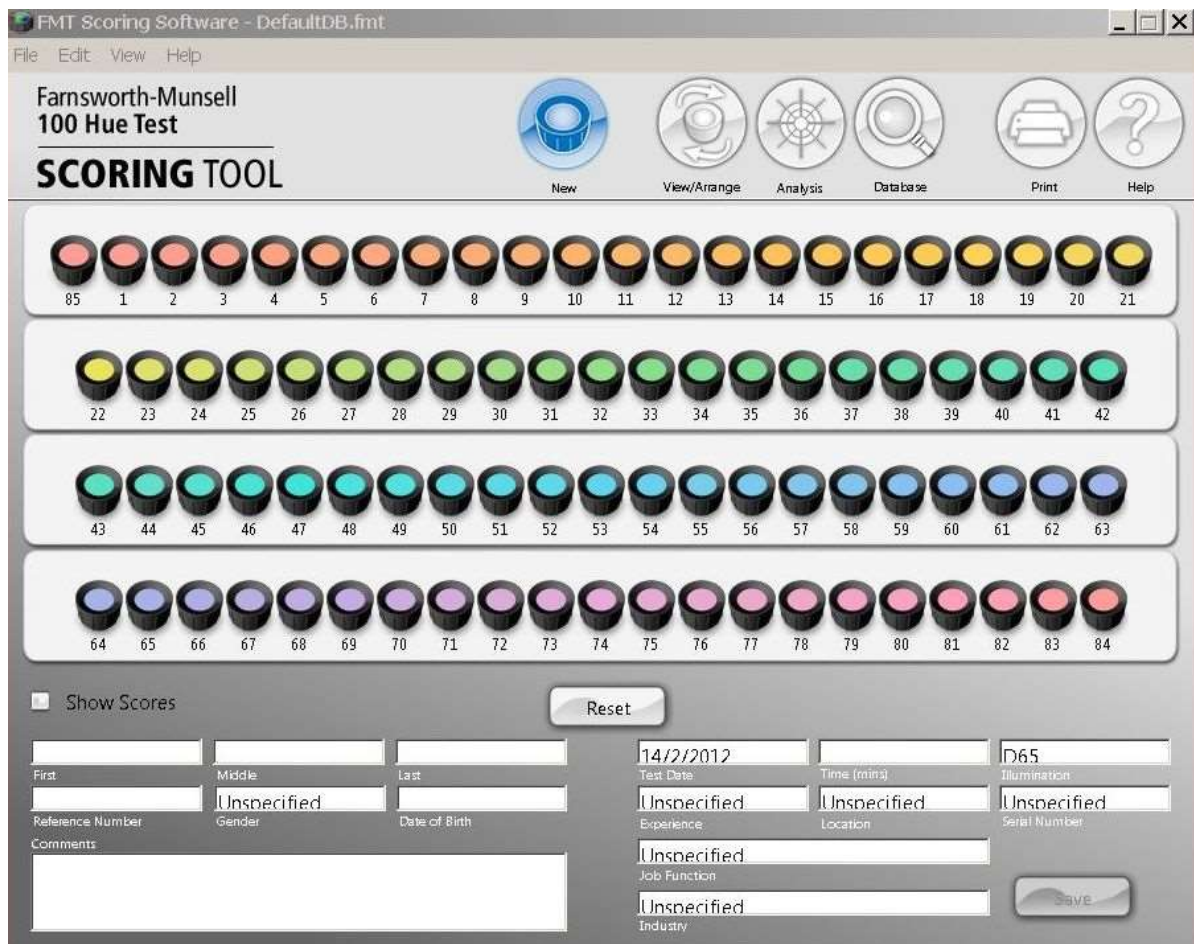 FMT Scoring Software - DefaultDB.fmt
File Edit View Help
Farnsworth-Munsell
100 Hue Test
SCORING TOOL
New View/Arrange Analysis Database Print Help
85 1 2 3 4 5 6 7 8 9 10 11 12 13 14 15 16 17 18 19 20 21
22 23 24 25 26 27 28 29 30 31 32 33 34 35 36 37 38 39 40 41 42
43 44 45 46 47 48 49 50 51 52 53 54 55 56 57 58 59 60 61 62 63
64 65 66 67 68 69 70 71 72 73 74 75 76 77 78 79 80 81 82 83 84
Show Scores
Reset
14/2/2012 D65
First Middle Last Test Date Time (mins) Illumination
Unspecified Unspecified Unspecified Unspecified
Reference Number Gender Date of Birth Experience Location Serial Number
Comments
Unspecified
Job Function
Save
Unspecified
Industry